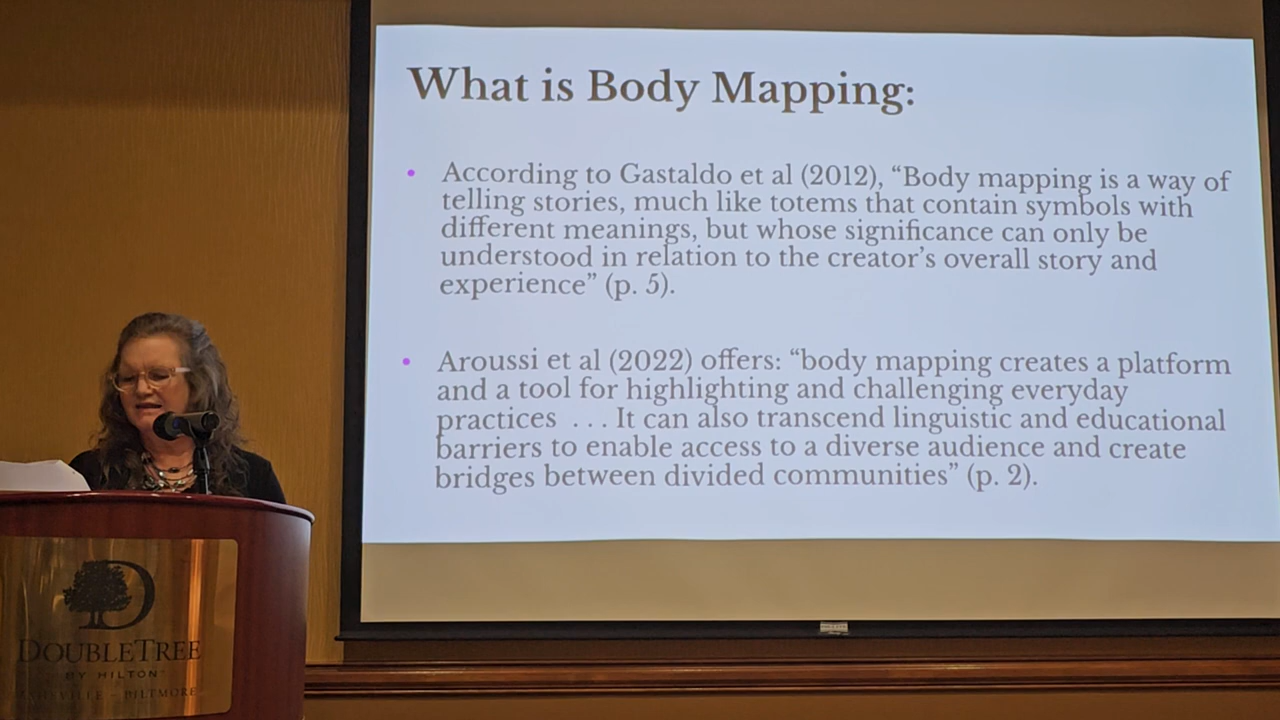 What is Body Mapping:
• According to Gastaldo et al (2012), “Body mapping is a way of
telling stories, much like totems that contain symbols with
different meanings, but whose significance can only be
understood in relation to the creator’s overall story and
experience” (p. 5).
• Aroussi et al (2022) offers: “body mapping creates a platform
and a tool for highlighting and challenging everyday
practices . . . It can also transcend linguistic and educational
barriers to enable access to a diverse audience and create
bridges between divided communities” (p. 2).
D
DOUBLETREE
BY HILTON
ASHEVILLE - BILTMORE